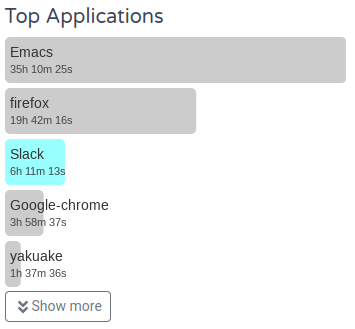 Top Applications
Emacs
35h 10m 25s
firefox
19h 42m 16s
Slack
6h 11m 13s
Google-chrome
3h 58m 37s
yakuake
1h 37m 36s
Show more